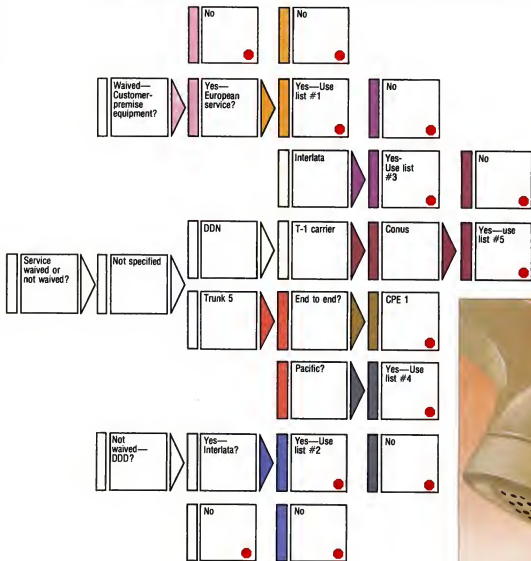 No
No
Waived—
Customer-
premise
equipment?
Yes—
European
service?
Yes—Use
list #1
No
Interlata
Yes-
Use list
#3
No
DDN
T-1 carrier
Conus
Yes—use
list #5
Service
waived or
not waived?
Not specified
Trunk 5
End to end?
CPE 1
Pacific?
Yes—Use
list #4
Not
waived—
DDD?
Yes—
Interlata?
Yes—Use
list #2
No
No
No